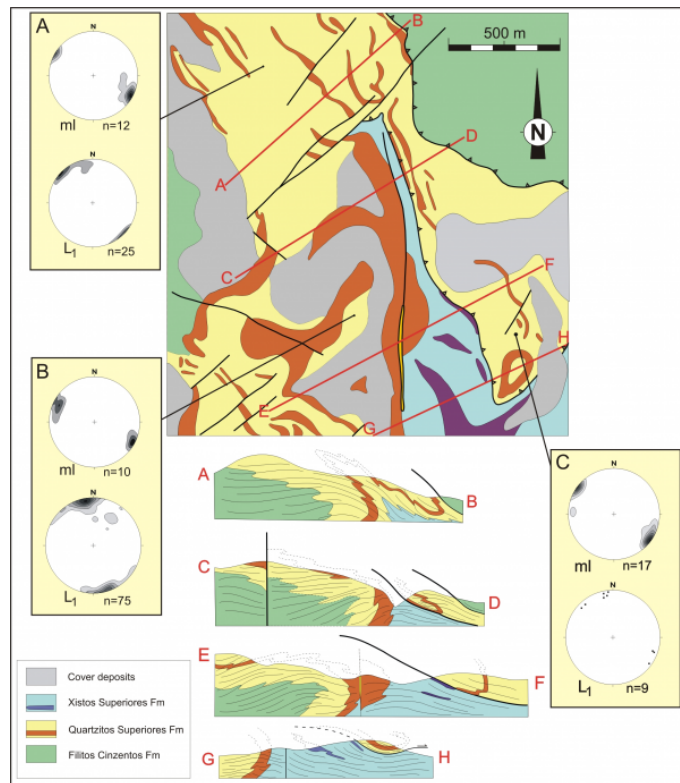 A
N
ml
n=12
N
L1
n=25
B
N
ml
n=10
N
L1
n=75
A
B
C
D
E
F
G
H
500 m
N
C
N
ml
n=17
N
L1
n=9
A
B
C
D
E
F
G
H
Cover deposits
Xistos Superiores Fm
Quartzitos Superiores Fm
Filitos Cinzentos Fm